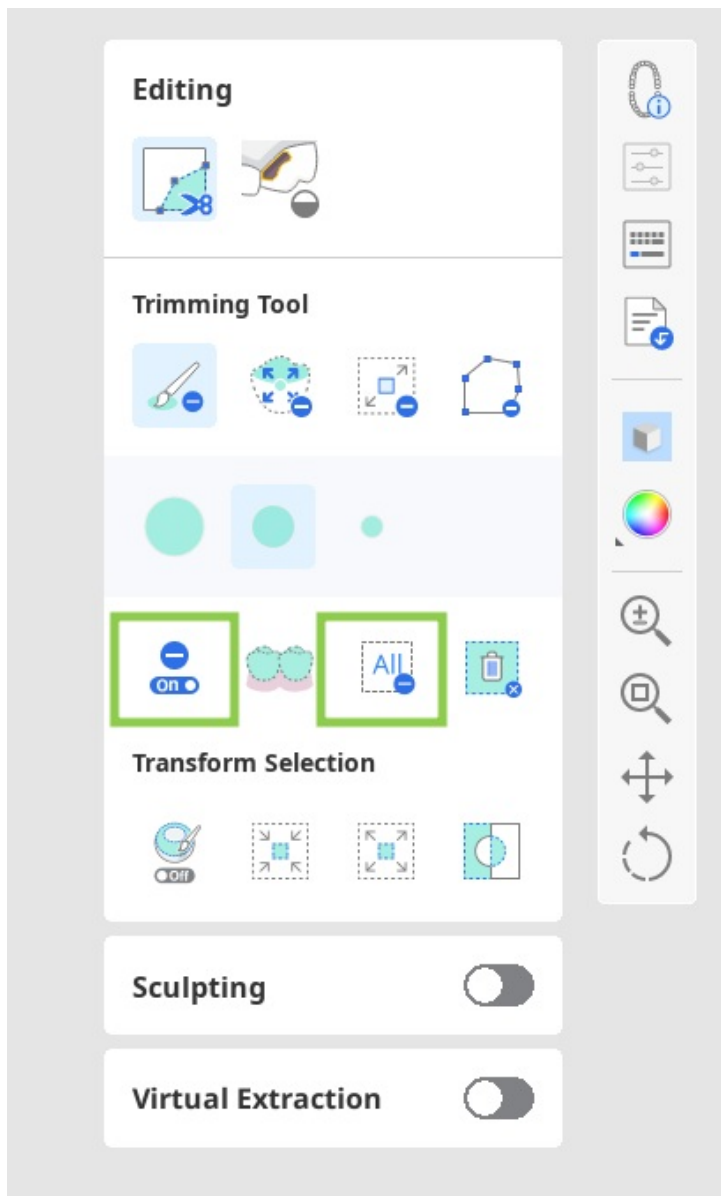 Editing
Trimming Tool
On
All
Transform Selection
Off
Sculpting
Virtual Extraction